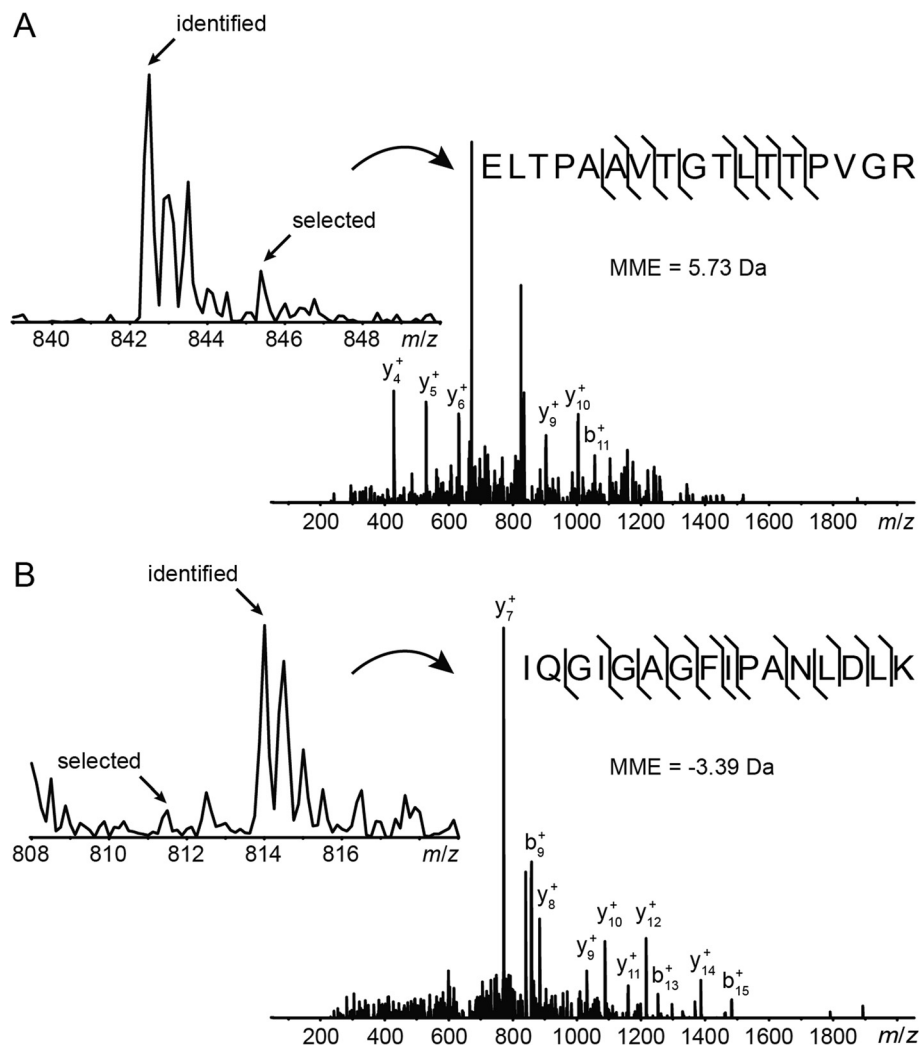 A
identified
selected
840 842 844 846 848 m/z
ELTPAAVTGTLTTPVGR
MME = 5.73 Da
y4+ y5+ y6+ y9+ y10+ b11+
200 400 600 800 1000 1200 1400 1600 1800 m/z
B
identified
selected
808 810 812 814 816 m/z
IQGIGAGFIPANLDLK
MME = -3.39 Da
y7+
b9+
y8+ y9+ y10+ y11+ y12+ b13+ y14+ b15+
200 400 600 800 1000 1200 1400 1600 1800 m/z